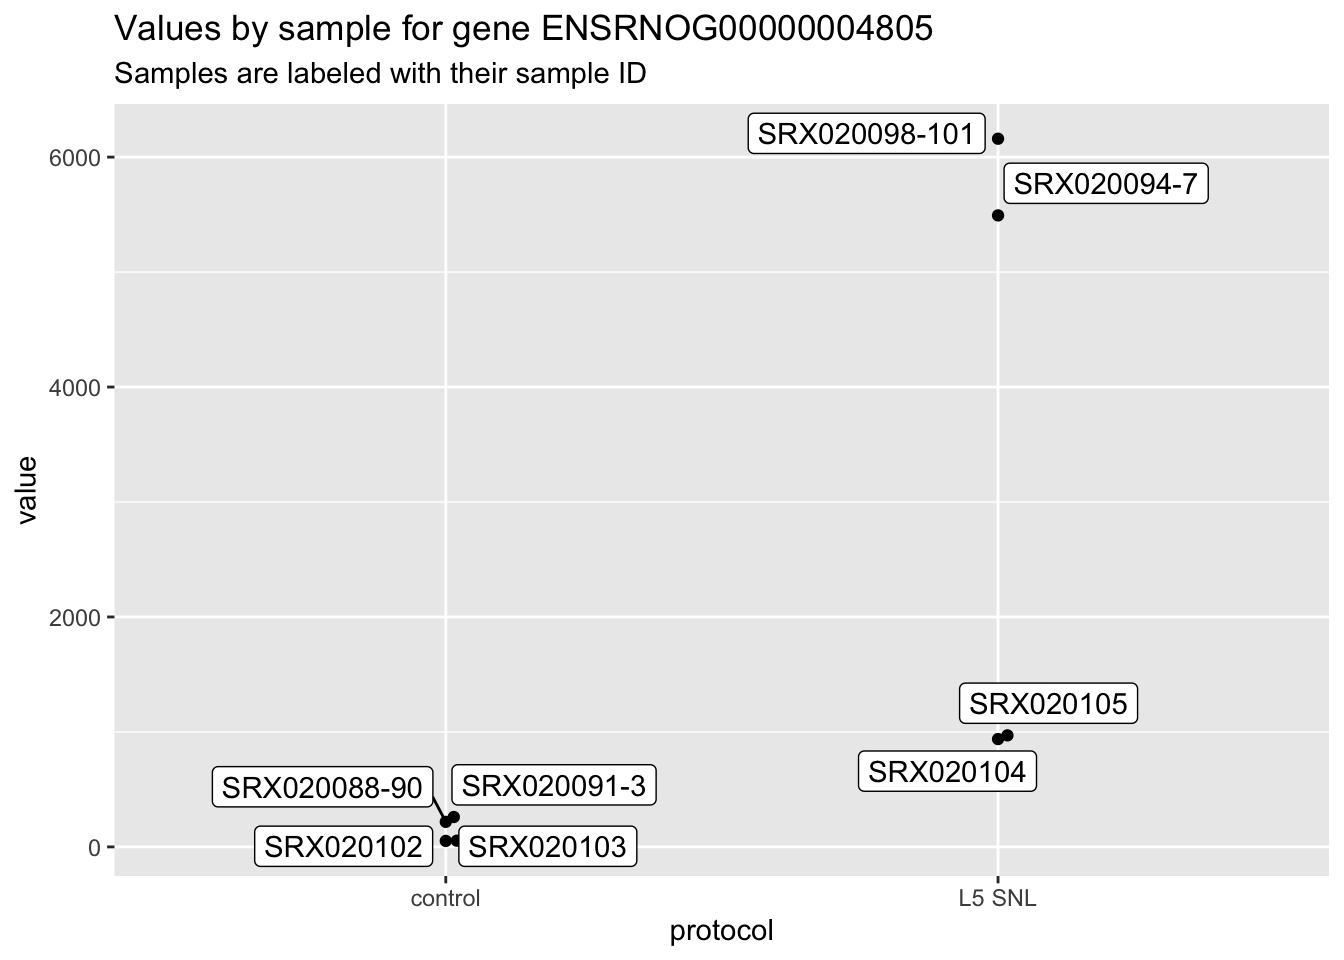 Values by sample for gene ENSRNOG00000004805
Samples are labeled with their sample ID
6000
4000
2000
0
value
SRX020098-101
SRX020094-7
SRX020105
SRX020104
SRX020088-90
SRX020091-3
SRX020102
SRX020103
control
L5 SNL
protocol